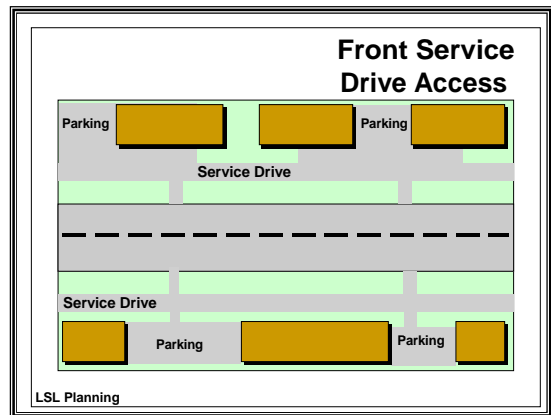 Front Service
Drive Access
Parking
Parking
Service Drive
Service Drive
Parking
Parking
LSL Planning